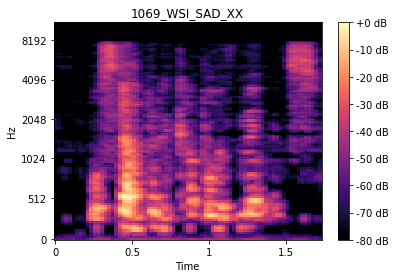 1069_WSI_SAD_XX
Hz
8192
4096
2048
1024
512
0
0
0.5
1
1.5
Time
+0 dB
-10 dB
-20 dB
-30 dB
-40 dB
-50 dB
-60 dB
-70 dB
-80 dB